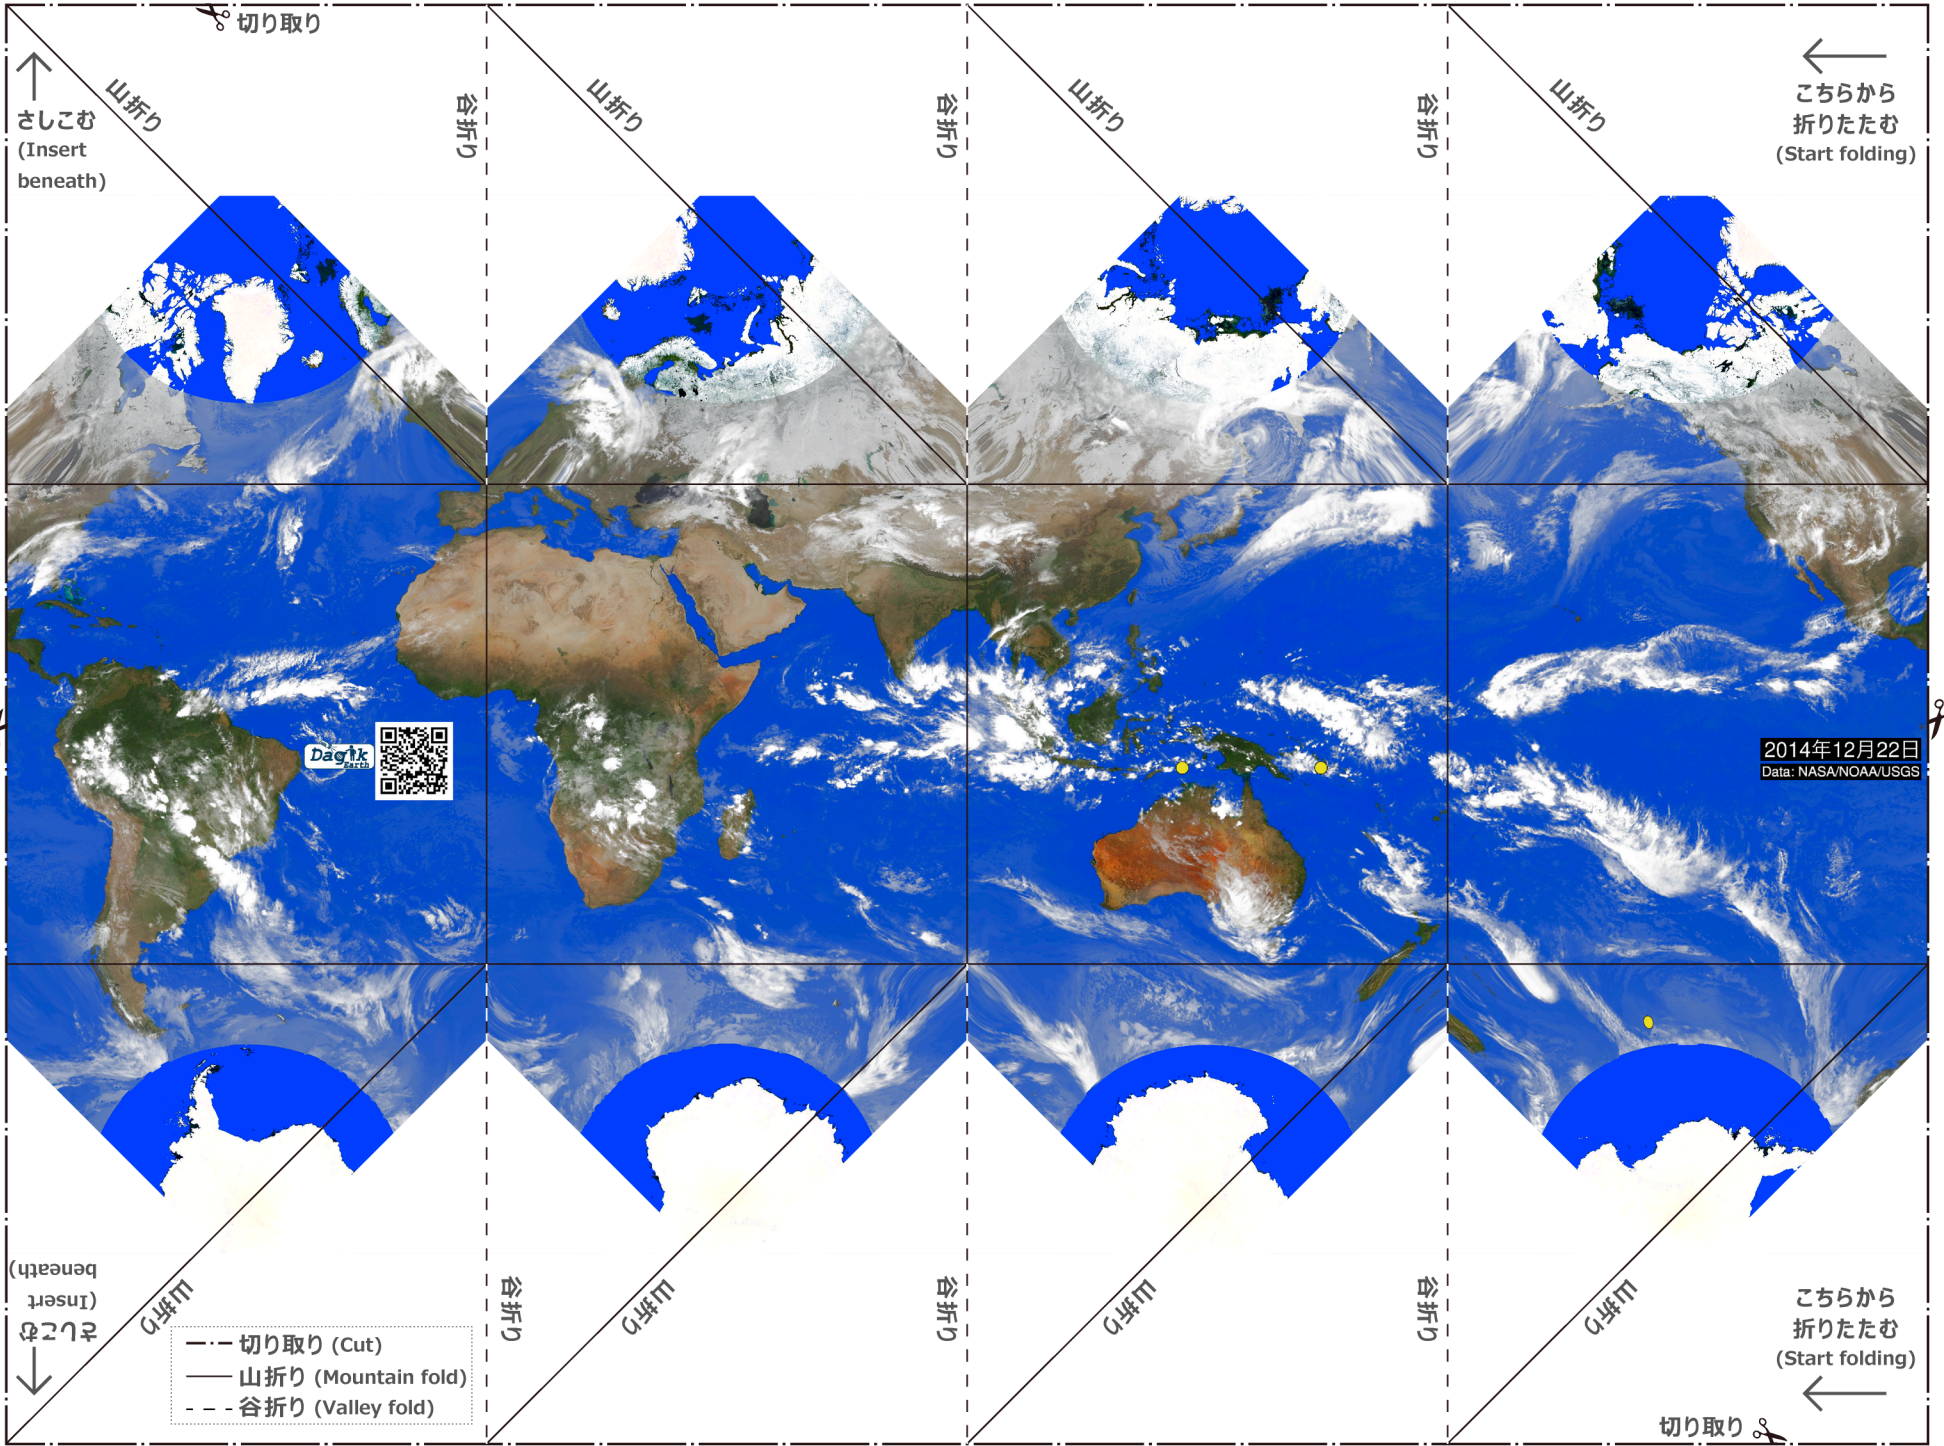 切り取り
山折り
谷折り
山折り
谷折り
山折り
谷折り
山折り
さしこむ
(Insert
beneath)
こちらから
折りたたむ
(Start folding)
Dagik
Earth
2014年12月22日
Data: NASA/NOAA/USGS
さしこむ
(Insert
beneath)
山折り
谷折り
山折り
谷折り
山折り
谷折り
山折り
切り取り (Cut)
山折り (Mountain fold)
谷折り (Valley fold)
こちらから
折りたたむ
(Start folding)
切り取り